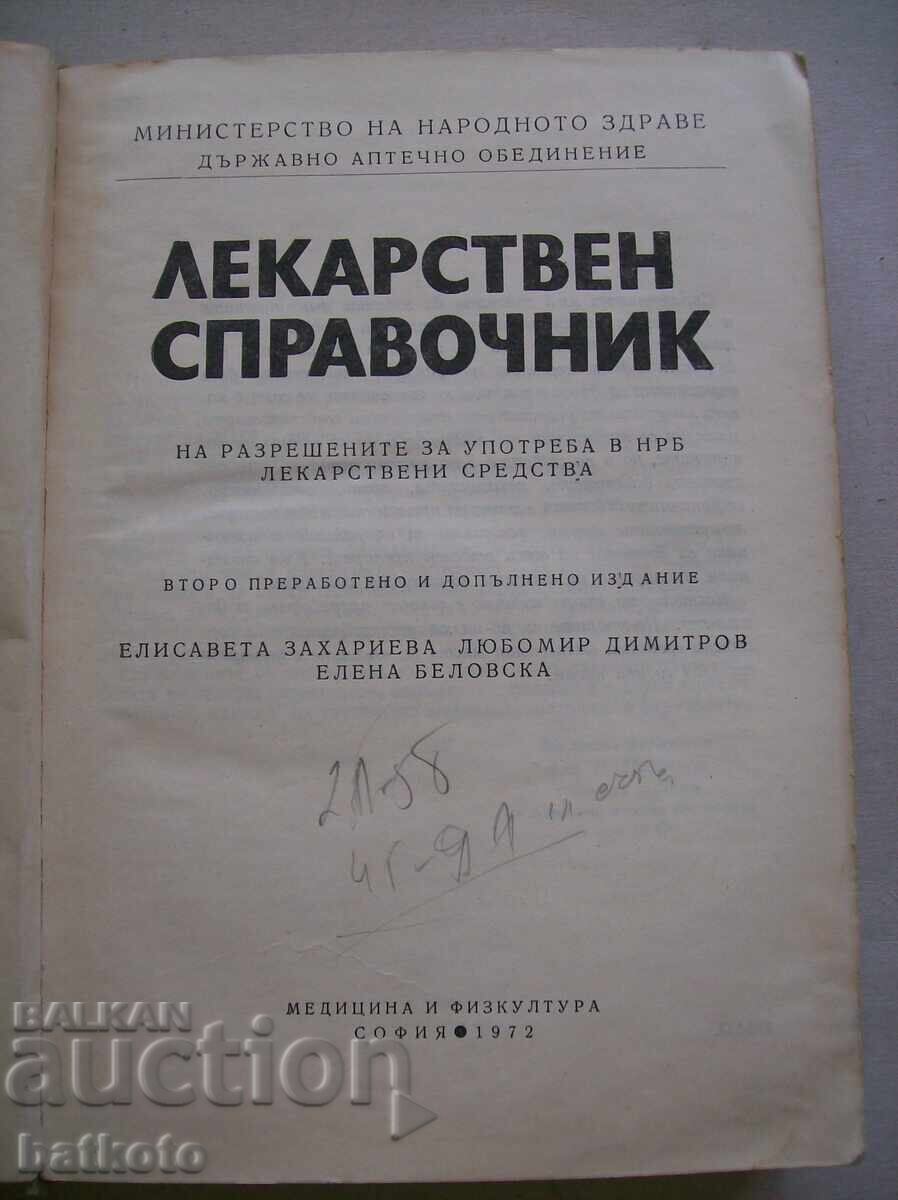 МИНИСТЕРСТВО НА НАРОДНОТО ЗДРАВЕ
ДЪРЖАВНО АПТЕЧНО ОБЕДИНЕНИЕ
ЛЕКАРСТВЕН
СПРАВОЧНИК
НА РАЗРЕШЕНИТЕ ЗА УПОТРЕБА В НРБ
ЛЕКАРСТВЕНИ СРЕДСТВА
ВТОРО ПРЕРАБОТЕНО И ДОПЪЛНЕНО ИЗДАНИЕ
ЕЛИСАВЕТА ЗАХАРИЕВА ЛЮБОМИР ДИМИТРОВ
ЕЛЕНА БЕЛОВСКА
МЕДИЦИНА И ФИЗКУЛТУРА
СОФИЯ ● 1972
BALKAN
auction
batkoto